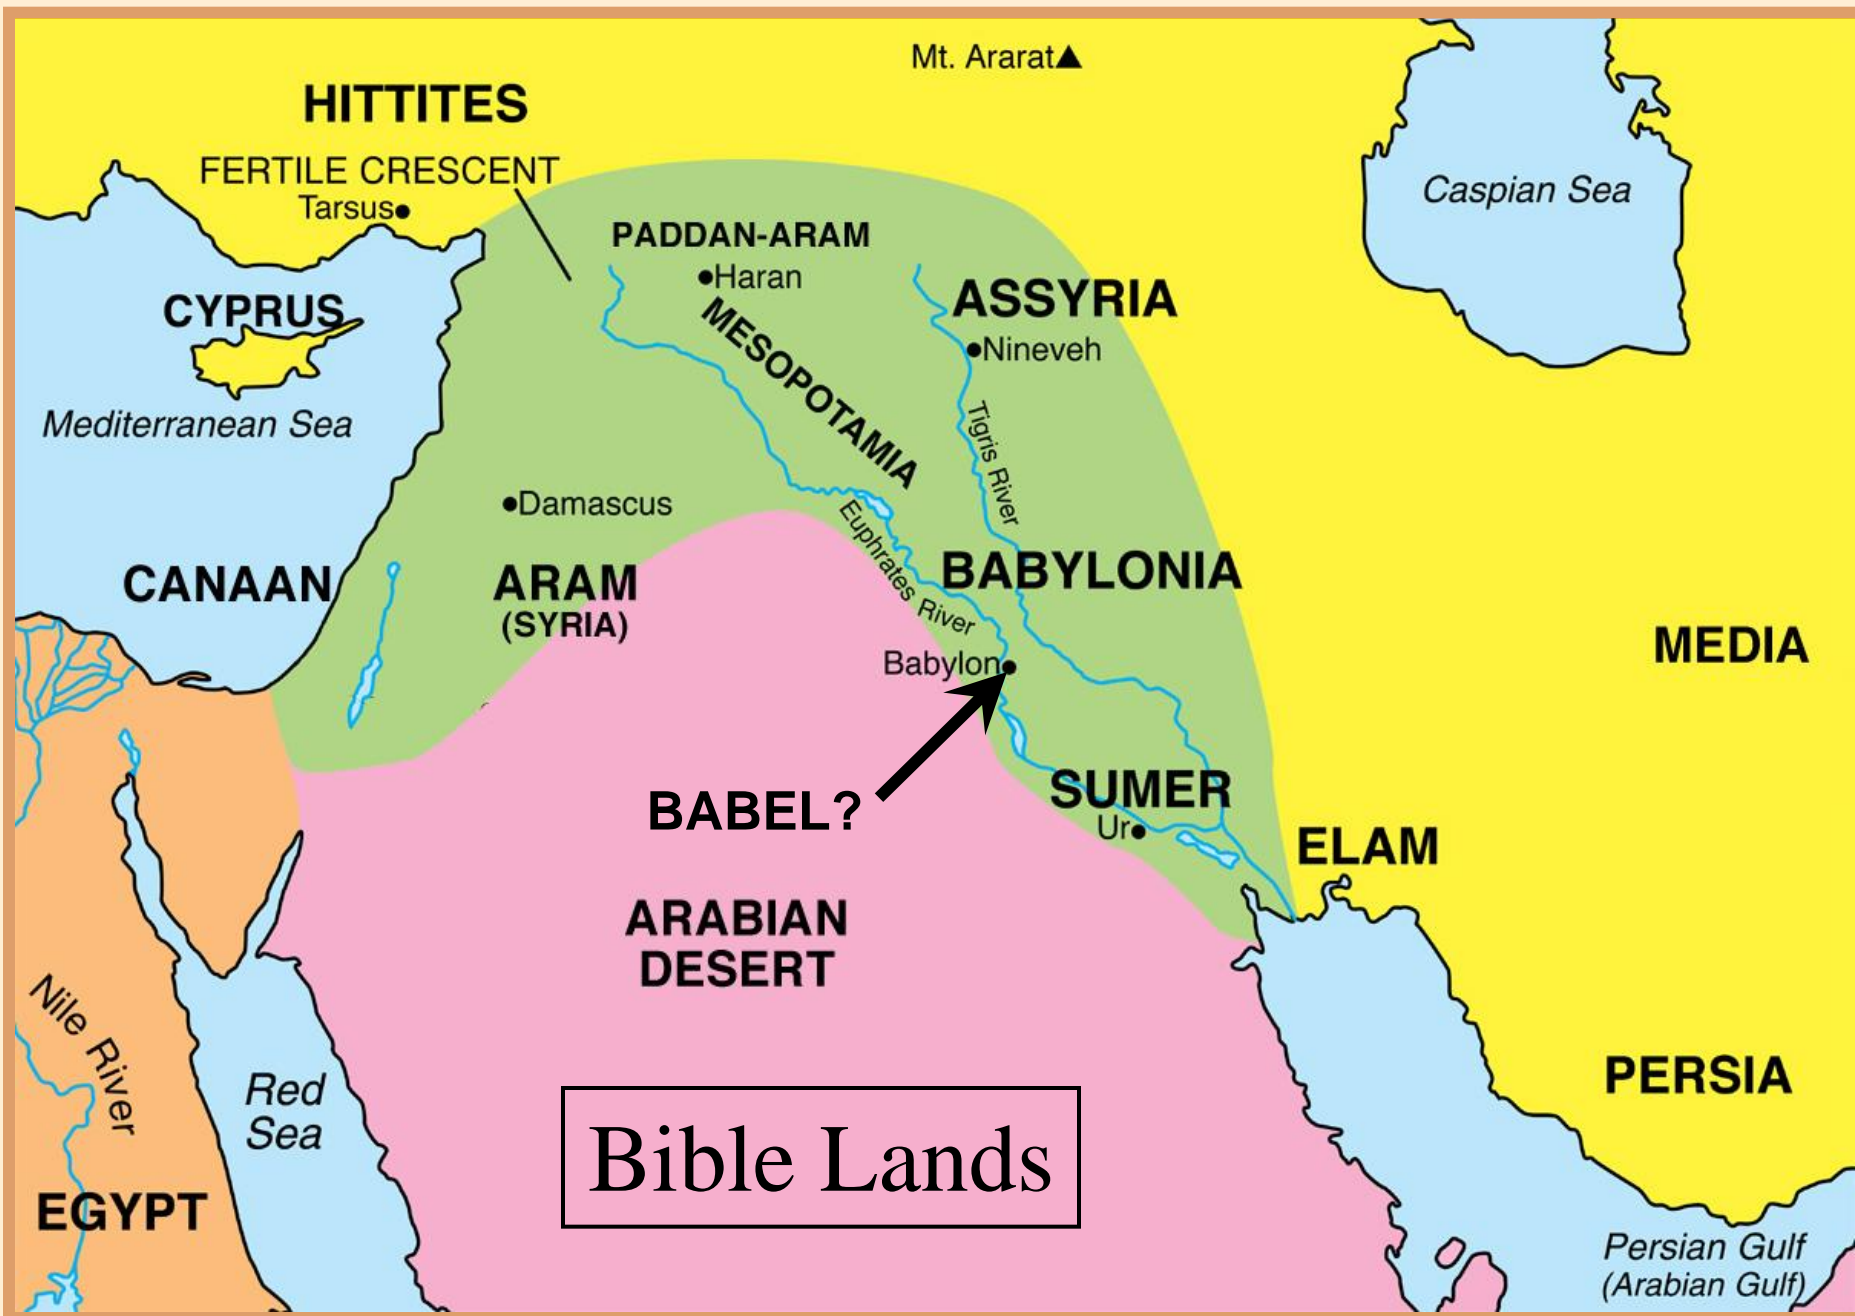 Mt. Ararat
HITTITES
FERTILE CRESCENT
Tarsus
Caspian Sea
PADDAN-ARAM
Haran
ASSYRIA
CYPRUS
MESOPOTAMIA
Nineveh
Mediterranean Sea
Tigris River
Damascus
Euphrates River
CANAAN
ARAM
(SYRIA)
BABYLONIA
MEDIA
Babylon
BABEL?
SUMER
Ur
ELAM
ARABIAN
DESERT
Nile River
Red
Sea
PERSIA
Bible Lands
EGYPT
Persian Gulf
(Arabian Gulf)